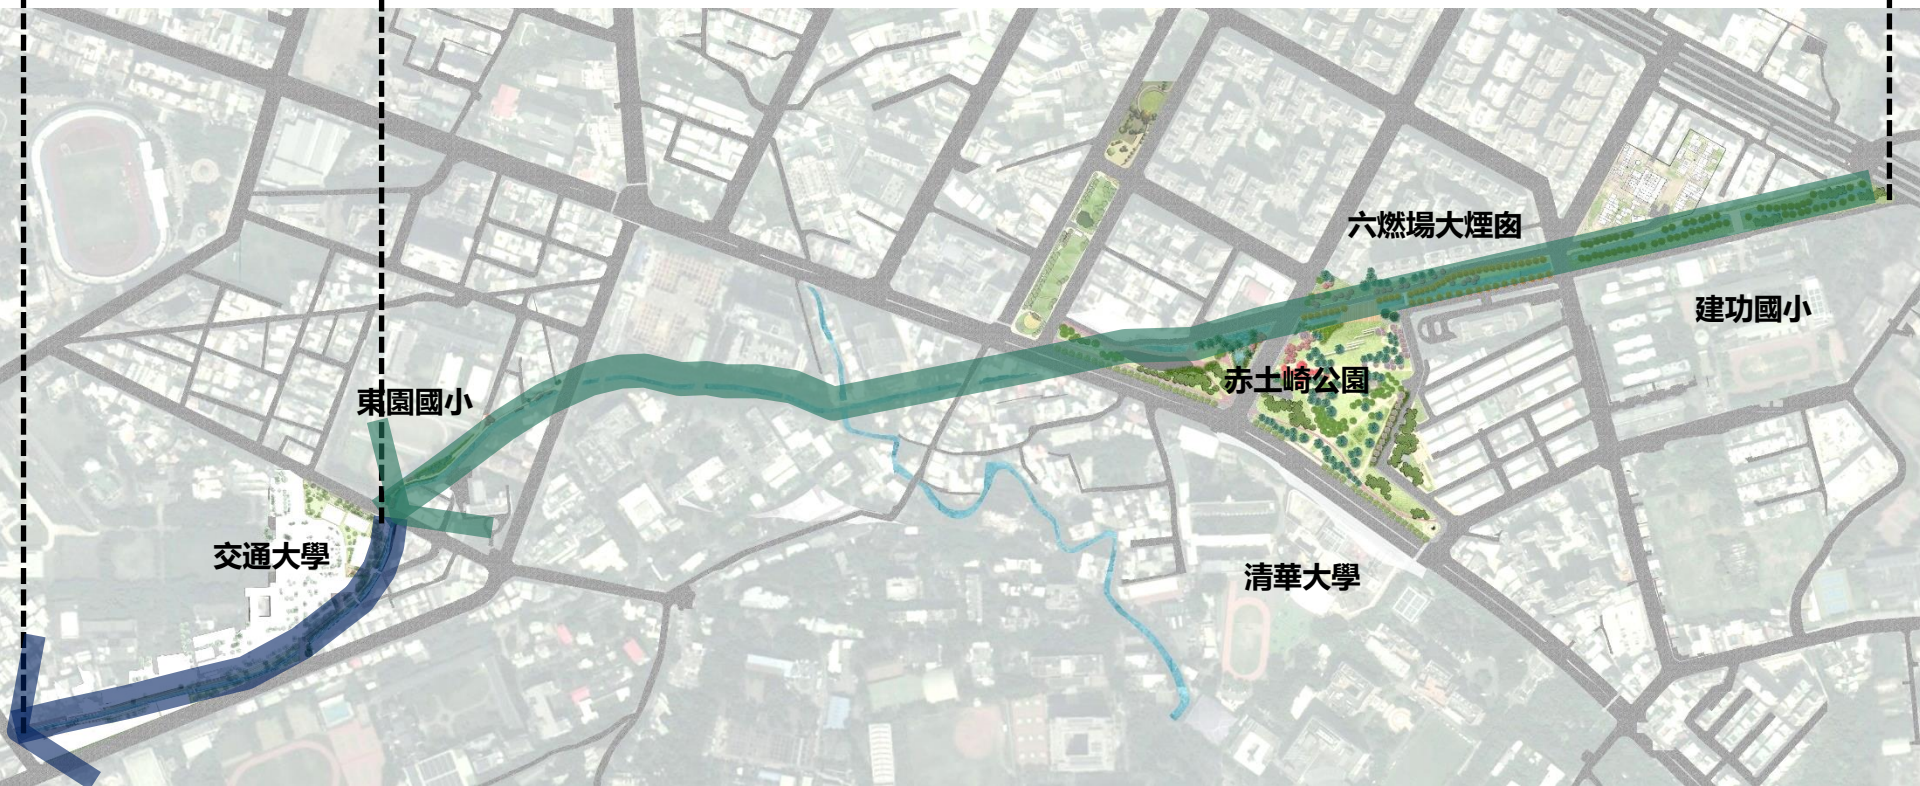 六燃場大煙囪
建功國小
赤土崎公園
東園國小
交通大學
清華大學